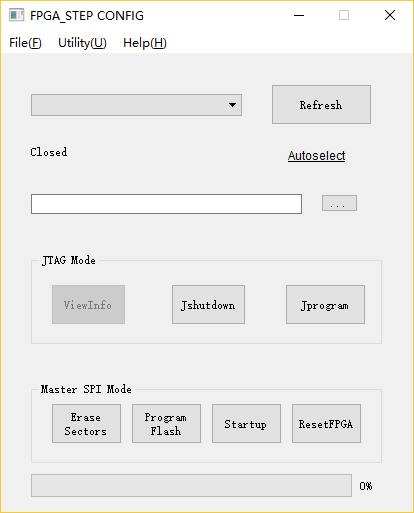 FPGA_STEP CONFIG
File(F) Utility(U) Help(H)
Refresh
Closed
Autoselect
...
JTAG Mode
ViewInfo
Jshutdown
Jprogram
Master SPI Mode
Erase
Sectors
Program
Flash
Startup
ResetFPGA
0%